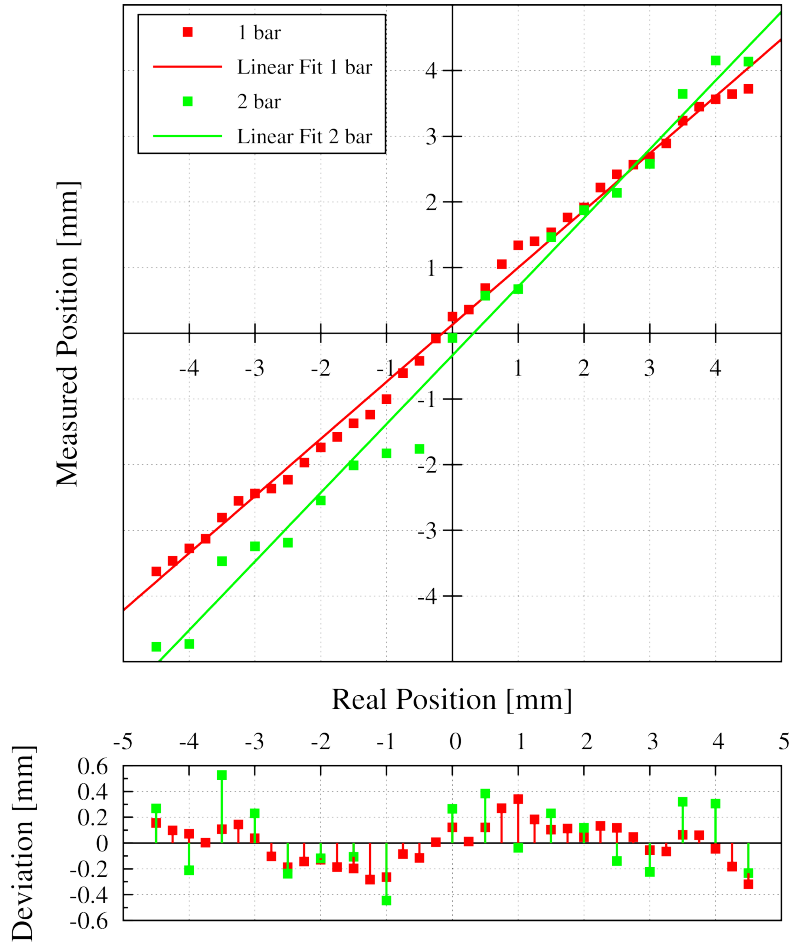 1 bar
Linear Fit 1 bar
2 bar
Linear Fit 2 bar
4
3
2
1
-4 -3 -2 -1 1 2 3 4
-1
-2
-3
-4
Measured Position [mm]
Real Position [mm]
-5 -4 -3 -2 -1 0 1 2 3 4 5
0.6
0.4
0.2
0
-0.2
-0.4
-0.6
Deviation [mm]